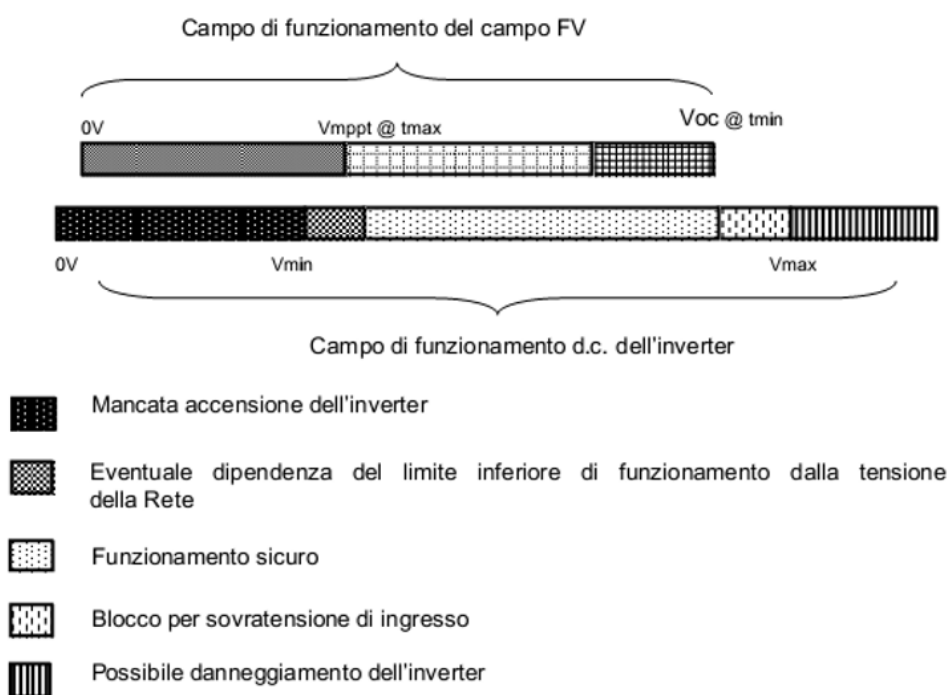 Campo di funzionamento del campo FV
0V Vmppt @ tmax Voc @ tmin
0V Vmin Vmax
Campo di funzionamento d.c. dell'inverter
Mancata accensione dell'inverter
Eventuale dipendenza del limite inferiore di funzionamento dalla tensione
della Rete
Funzionamento sicuro
Blocco per sovratensione di ingresso
Possibile danneggiamento dell'inverter